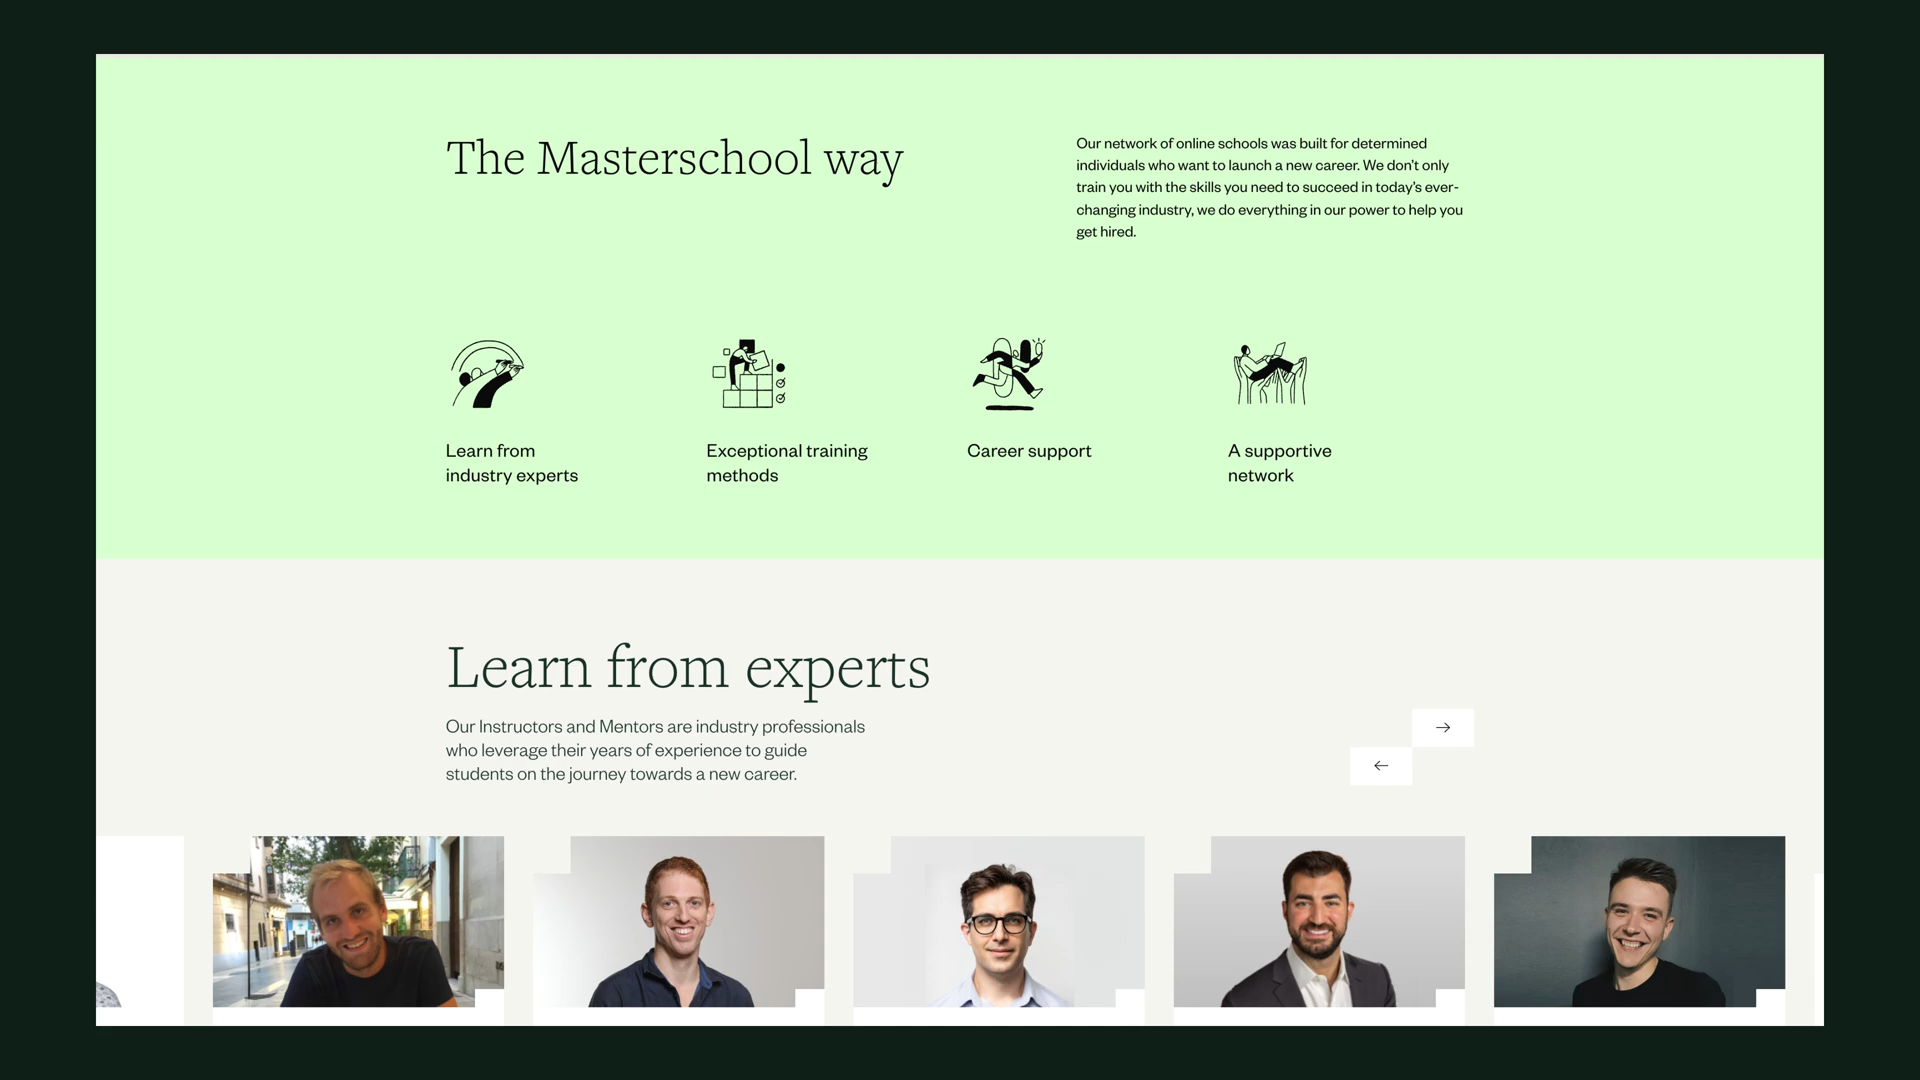 The Masterschool way
Our network of online schools was built for determined
individuals who want to launch a new career. We don’t only
train you with the skills you need to succeed in today’s ever-
changing industry, we do everything in our power to help you
get hired.
Learn from
industry experts
Exceptional training
methods
Career support
A supportive
network
Learn from experts
Our Instructors and Mentors are industry professionals
who leverage their years of experience to guide
students on the journey towards a new career.